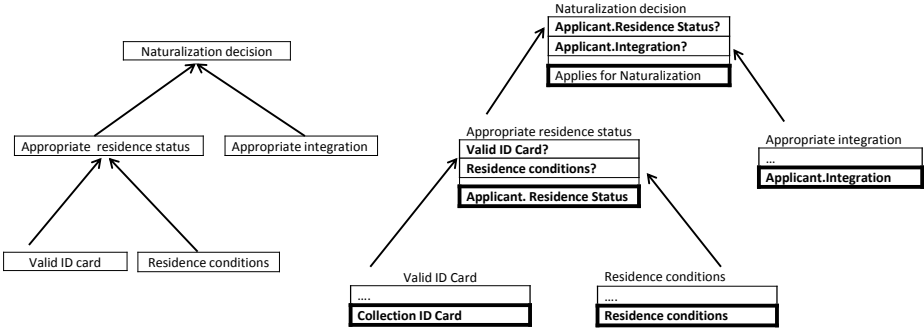 Naturalization decision
Appropriate residence status
Appropriate integration
Valid ID card
Residence conditions
Naturalization decision
Applicant.Residence Status?
Applicant.Integration?
Applies for Naturalization
Appropriate residence status
Valid ID Card?
Residence conditions?
Applicant. Residence Status
Appropriate integration
...
Applicant.Integration
Valid ID Card
....
Collection ID Card
Residence conditions
....
Residence conditions